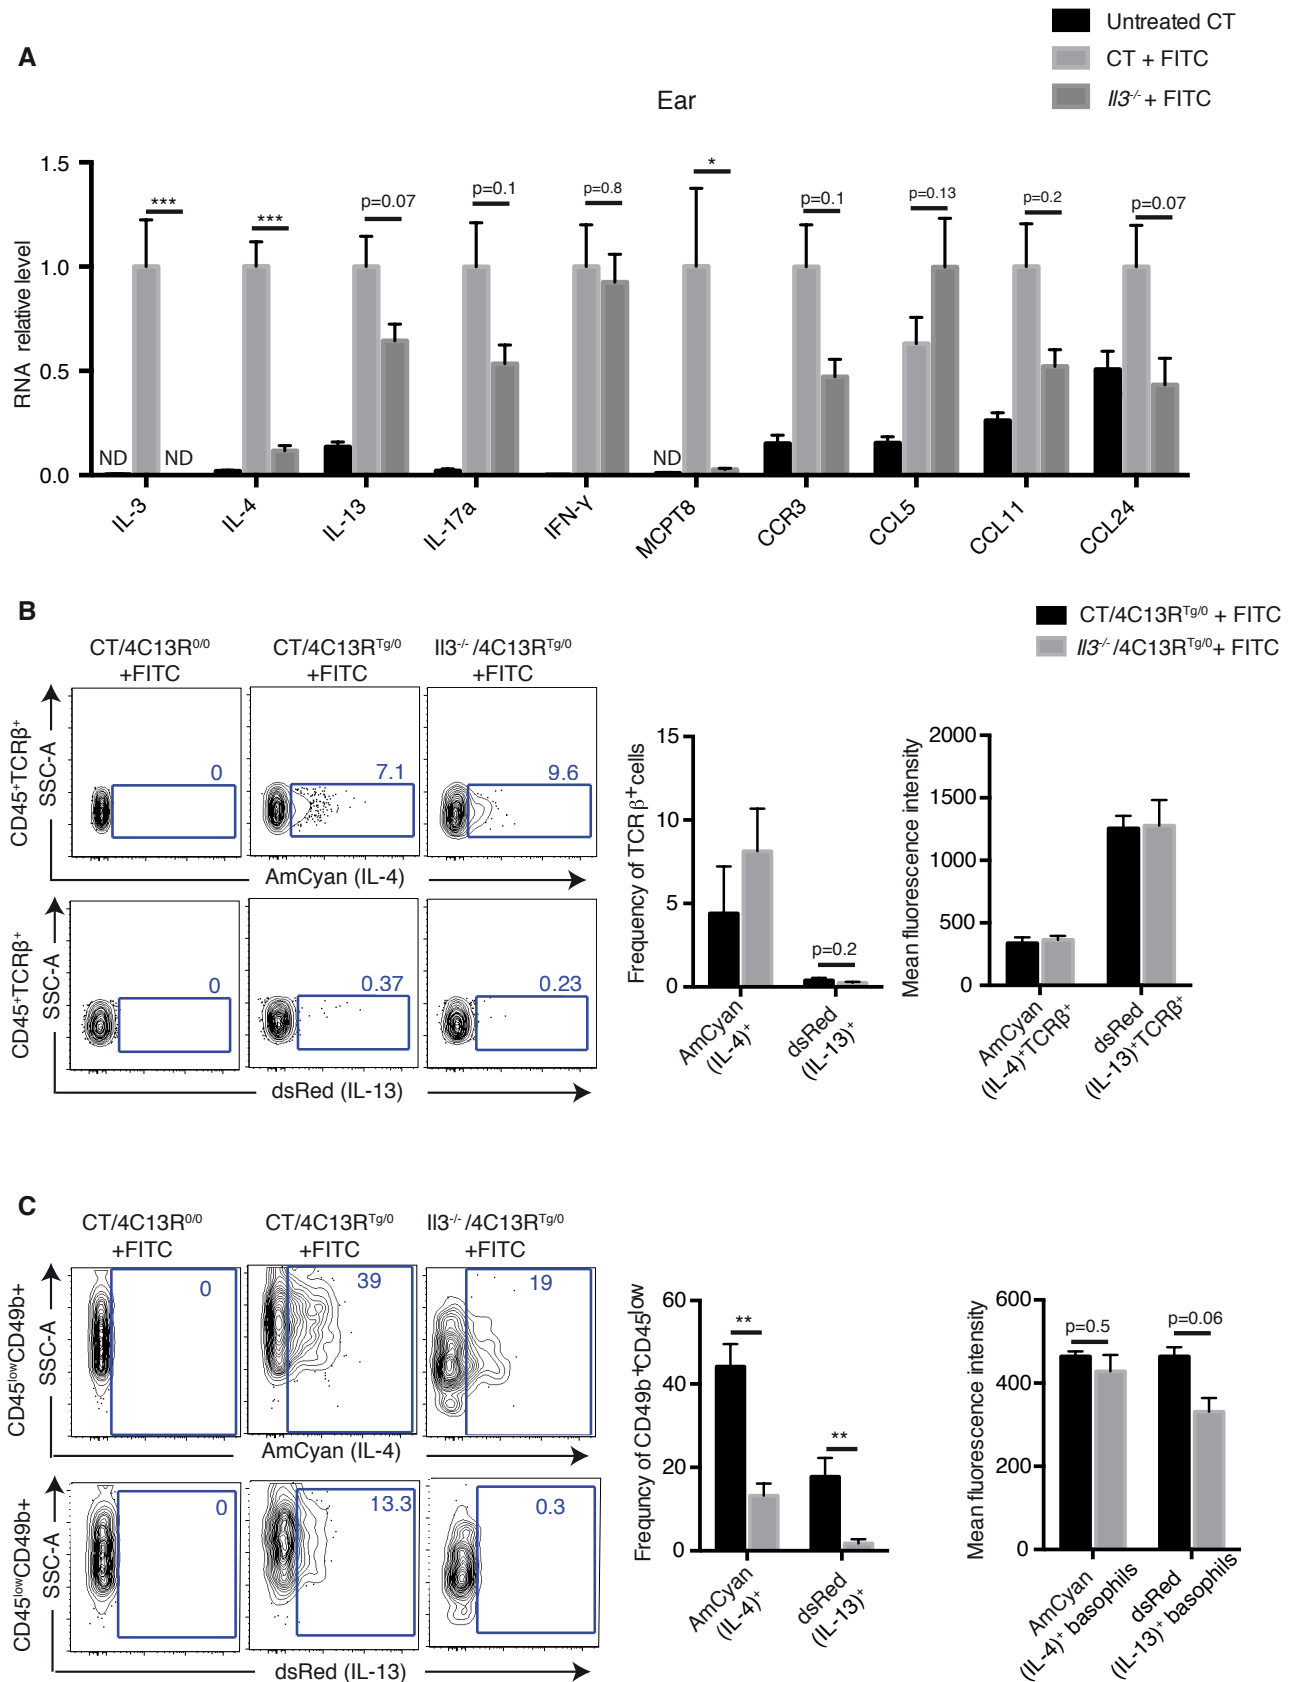 Untreated CT
CT + FITC
Il3-/- + FITC
A
Ear
RNA relative level
1.5
1.0
0.5
0.0
ND
***
ND
***
p=0.07
p=0.1
p=0.8
ND
*
p=0.1
p=0.13
p=0.2
p=0.07
IL-3
IL-4
IL-13
IL-17a
IFN-γ
MCPT8
CCR3
CCL5
CCL11
CCL24
B
CT/4C13RTg/0 + FITC
Il3-/- /4C13RTg/0+ FITC
CT/4C13R0/0
+FITC
CT/4C13RTg/0
+FITC
Il3-/- /4C13RTg/0
+FITC
CD45+TCRβ+
SSC-A
0
7.1
9.6
AmCyan (IL-4)
CD45+TCRβ+
SSC-A
0
0.37
0.23
dsRed (IL-13)
Frequency of TCRβ+cells
15
10
5
0
p=0.2
AmCyan
(IL-4)+
dsRed
(IL-13)+
Mean fluorescence intensity
2000
1500
1000
500
0
AmCyan
(IL-4)+TCRβ+
dsRed
(IL-13)+TCRβ+
C
CT/4C13R0/0
+FITC
CT/4C13RTg/0
+FITC
Il3-/- /4C13RTg/0
+FITC
CD45lowCD49b+
SSC-A
0
39
19
AmCyan (IL-4)
CD45lowCD49b+
SSC-A
0
13.3
0.3
dsRed (IL-13)
Frequncy of CD49b+CD45low
60
40
20
0
**
**
AmCyan
(IL-4)+
dsRed
(IL-13)+
Mean fluorescence intensity
600
400
200
0
p=0.5
p=0.06
AmCyan
(IL-4)+ basophils
dsRed
(IL-13)+ basophils